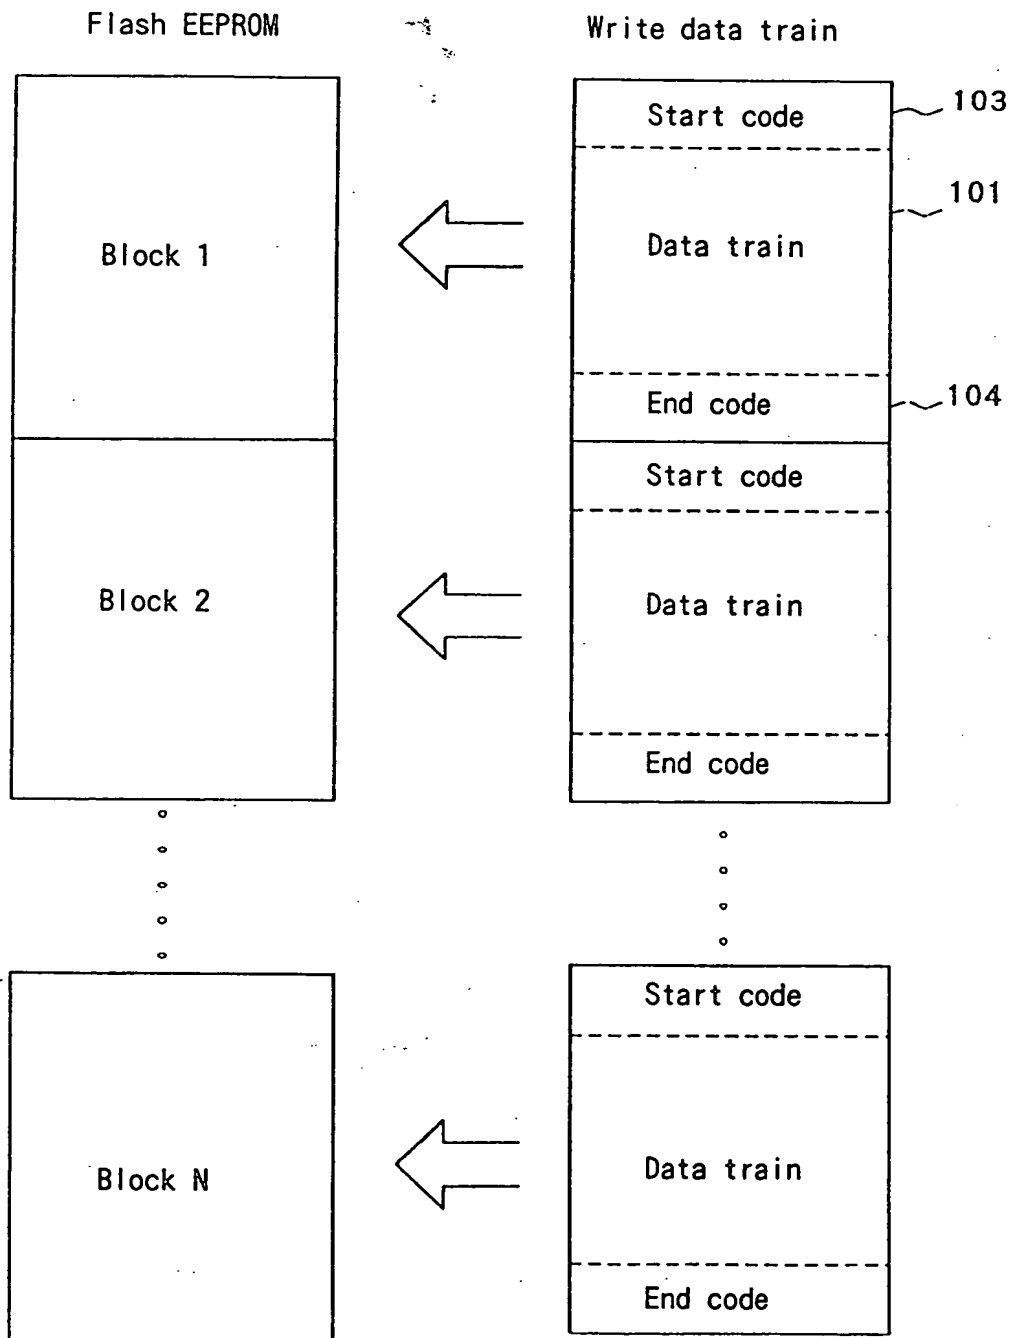 Flash EEPROM
Write data train
Start code
103
101
Block 1
Data train
End code
104
Start code
Block 2
Data train
End code
Start code
Block N
Data train
End code